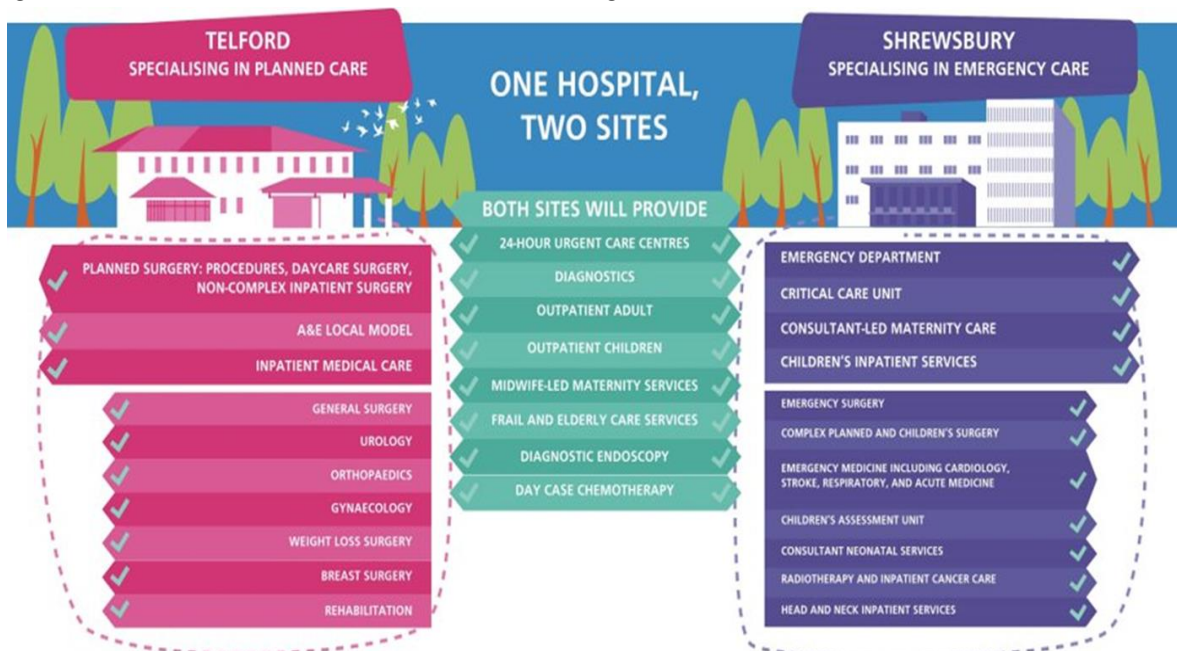 TELFORD
SPECIALISING IN PLANNED CARE
ONE HOSPITAL,
TWO SITES
SHREWSBURY
SPECIALISING IN EMERGENCY CARE
PLANNED SURGERY: PROCEDURES, DAYCARE SURGERY,
NON-COMPLEX INPATIENT SURGERY
A&E LOCAL MODEL
INPATIENT MEDICAL CARE
GENERAL SURGERY
UROLOGY
ORTHOPAEDICS
GYNAECOLOGY
WEIGHT LOSS SURGERY
BREAST SURGERY
REHABILITATION
BOTH SITES WILL PROVIDE
24-HOUR URGENT CARE CENTRES
DIAGNOSTICS
OUTPATIENT ADULT
OUTPATIENT CHILDREN
MIDWIFE-LED MATERNITY SERVICES
FRAIL AND ELDERLY CARE SERVICES
DIAGNOSTIC ENDOSCOPY
DAY CASE CHEMOTHERAPY
EMERGENCY DEPARTMENT
CRITICAL CARE UNIT
CONSULTANT-LED MATERNITY CARE
CHILDREN'S INPATIENT SERVICES
EMERGENCY SURGERY
COMPLEX PLANNED AND CHILDREN'S SURGERY
EMERGENCY MEDICINE INCLUDING CARDIOLOGY,
STROKE, RESPIRATORY, AND ACUTE MEDICINE
CHILDREN'S ASSESSMENT UNIT
CONSULTANT NEONATAL SERVICES
RADIOTHERAPY AND INPATIENT CANCER CARE
HEAD AND NECK INPATIENT SERVICES